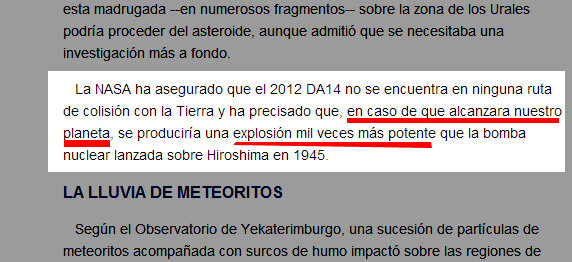 esta madrugada --en numerosos fragmentos-- sobre la zona de los Urales
podría proceder del asteroide, aunque admitió que se necesitaba una
investigación más a fondo.
La NASA ha asegurado que el 2012 DA14 no se encuentra en ninguna ruta
de colisión con la Tierra y ha precisado que, en caso de que alcanzara nuestro
planeta, se produciría una explosión mil veces más potente que la bomba
nuclear lanzada sobre Hiroshima en 1945.
LA LLUVIA DE METEORITOS
Según el Observatorio de Yekaterimburgo, una sucesión de partículas de
meteoritos acompañada con surcos de humo impactó sobre las regiones de